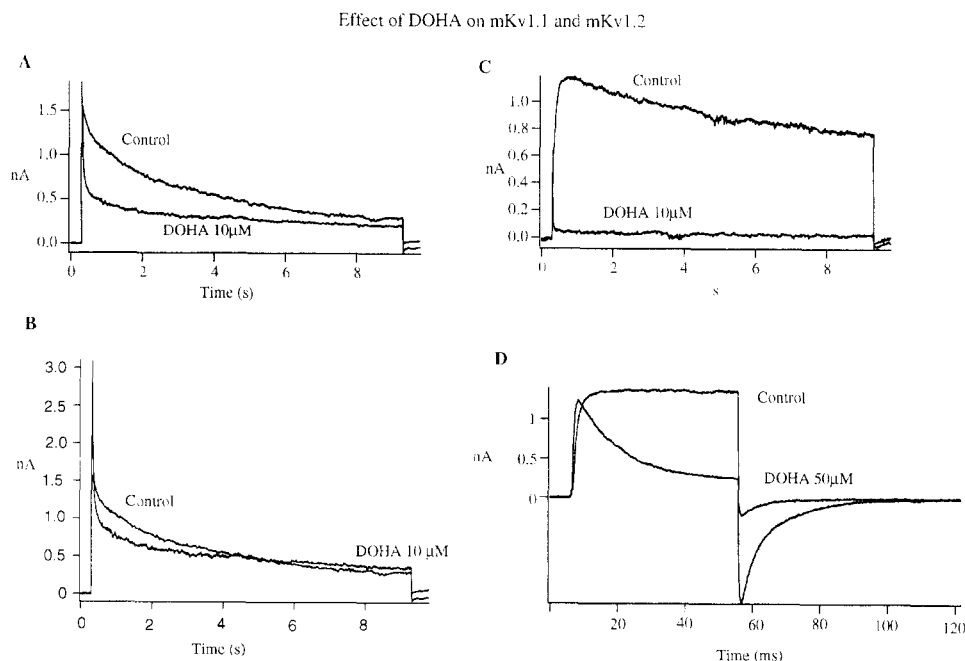 Effect of DOHA on mKv1.1 and mKv1.2
A
1.5
1.0
nA
0.5
0.0
Control
DOHA 10µM
0 2 4 6 8
Time (s)
C
1.0
0.8
nA
0.6
0.4
0.2
0.0
Control
DOHA 10µM
0 2 4 6 8
s
B
3.0
2.5
2.0
nA
1.5
1.0
0.5
0
Control
DOHA 10 µM
0 2 4 6 8
Time (s)
D
1
nA
0.5
0
Control
DOHA 50µM
20 40 60 80 100 120
Time (ms)